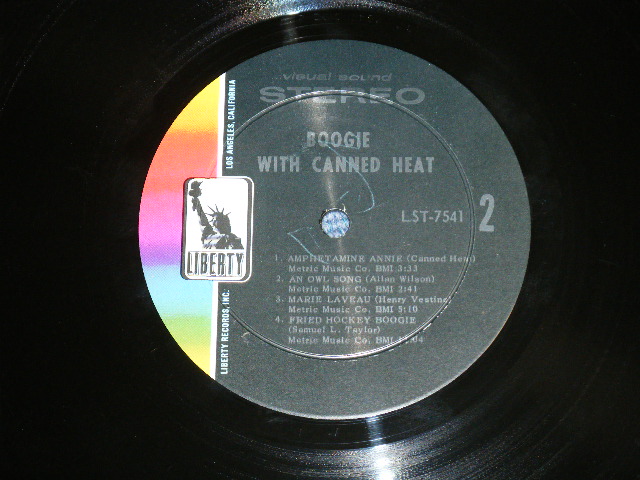 ...visual sound
STEREO
BOOGIE
WITH CANNED HEAT
LST-7541
2
1. AMPHETAMINE ANNIE (Canned Heat)
Metric Music Co. BMI 3:33
2. AN OWL SONG (Allan Wilson)
Metric Music Co. BMI 2:41
3. MARIE LAVEAU (Henry Vestine)
Metric Music Co. BMI 5:10
4. FRIED HOCKEY BOOGIE
(Samuel L. Taylor)
Metric Music Co. BMI
LIBERTY
LIBERTY RECORDS, INC.
LOS ANGELES, CALIFORNIA